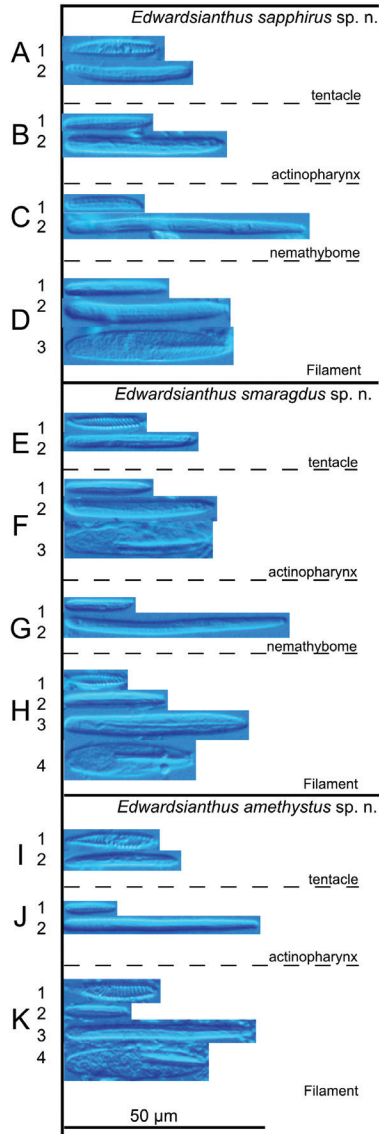 Edwardsianthus sapphirus sp. n.
A 1
2
tentacle
B 1
2
actinopharynx
C 1
2
nemathybome
D 1
2
3
Filament
Edwardsianthus smaragdus sp. n.
E 1
2
tentacle
F 1
2
3
actinopharynx
G 1
2
nemathybome
H 1
2
3
4
Filament
Edwardsianthus amethystus sp. n.
I 1
2
tentacle
J 1
2
actinopharynx
K 1
2
3
4
Filament
50 µm